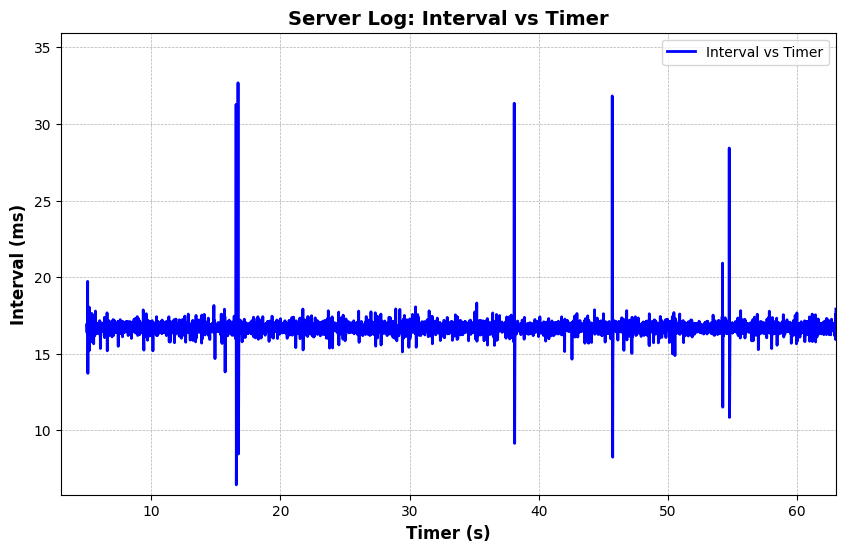 Server Log: Interval vs Timer
Interval vs Timer
35
30
25
20
15
10
Interval (ms)
10 20 30 40 50 60
Timer (s)